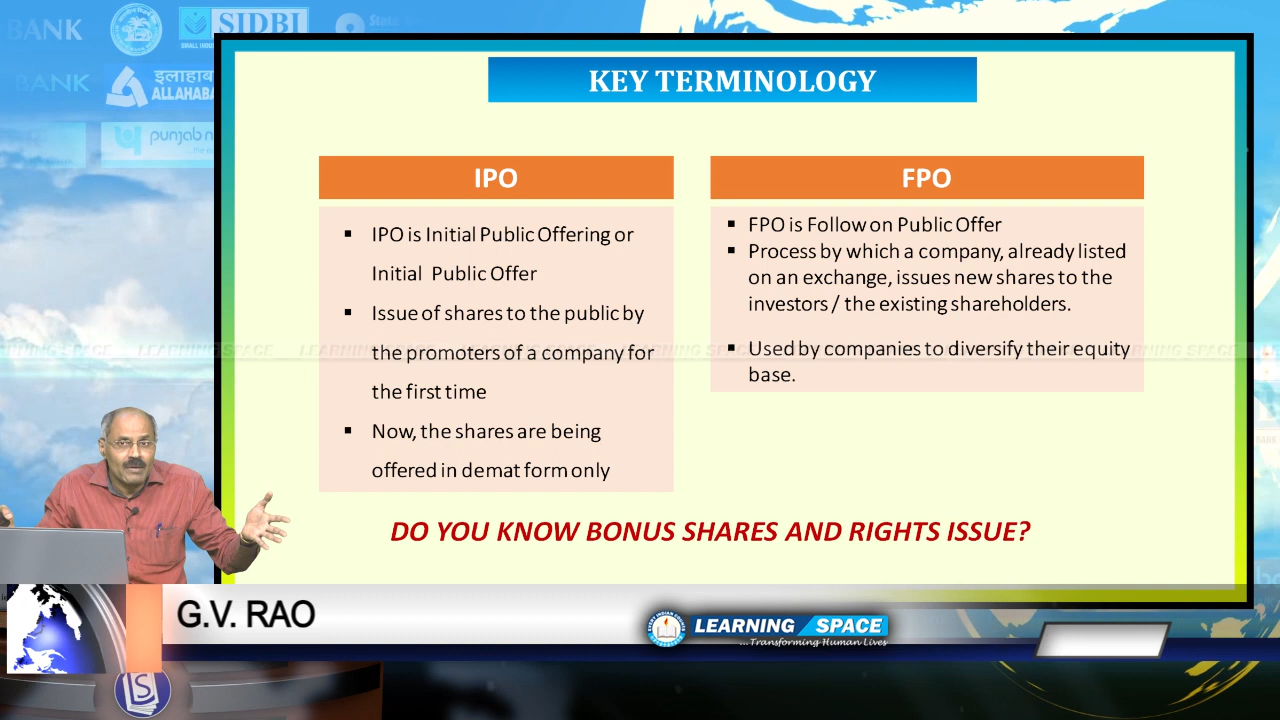 BANK
SIDBI
BANK
इलाहाब
ALLAHABA
punjab n
KEY TERMINOLOGY
IPO
▪ IPO is Initial Public Offering or
Initial Public Offer
▪ Issue of shares to the public by
the promoters of a company for
the first time
▪ Now, the shares are being
offered in demat form only
FPO
▪ FPO is Follow on Public Offer
▪ Process by which a company, already listed
on an exchange, issues new shares to the
investors / the existing shareholders.
▪ Used by companies to diversify their equity
base.
LEARNING SPACE
DO YOU KNOW BONUS SHARES AND RIGHTS ISSUE?
G.V. RAO
LEARNING SPACE
...Transforming Human Lives
LS